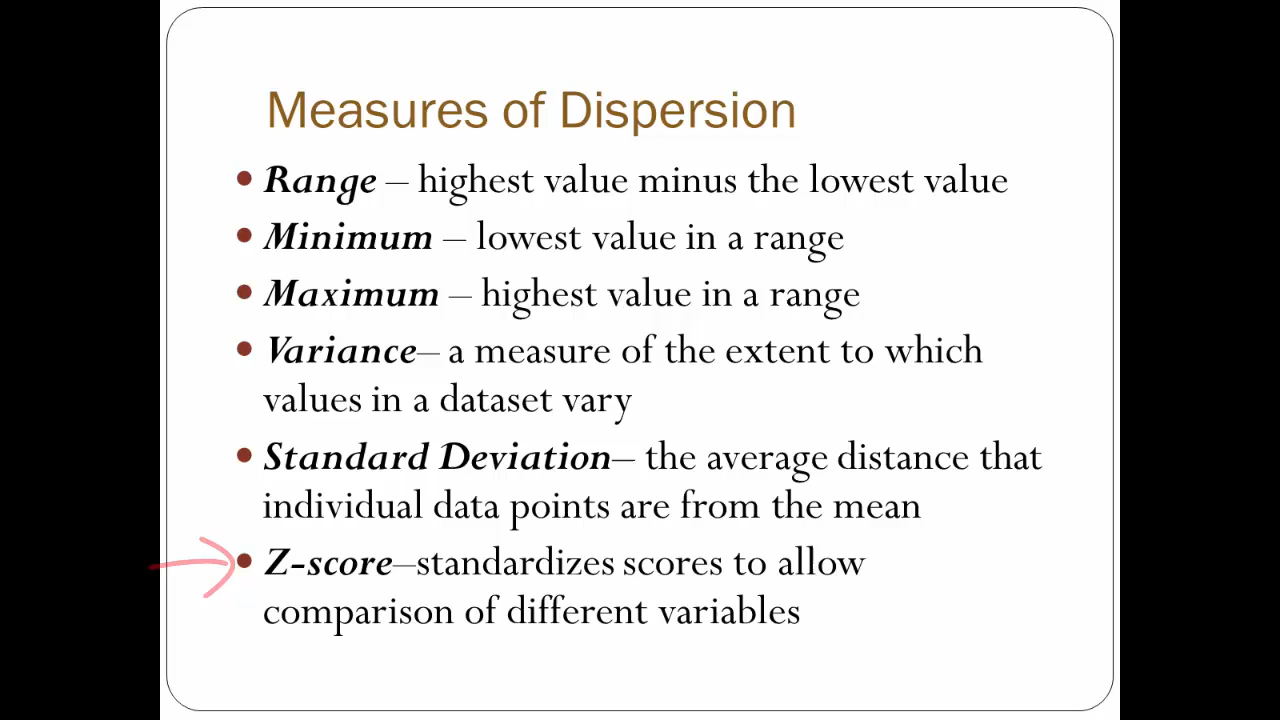 Measures of Dispersion
• Range – highest value minus the lowest value
• Minimum – lowest value in a range
• Maximum – highest value in a range
• Variance– a measure of the extent to which
values in a dataset vary
• Standard Deviation– the average distance that
individual data points are from the mean
• Z-score–standardizes scores to allow
comparison of different variables